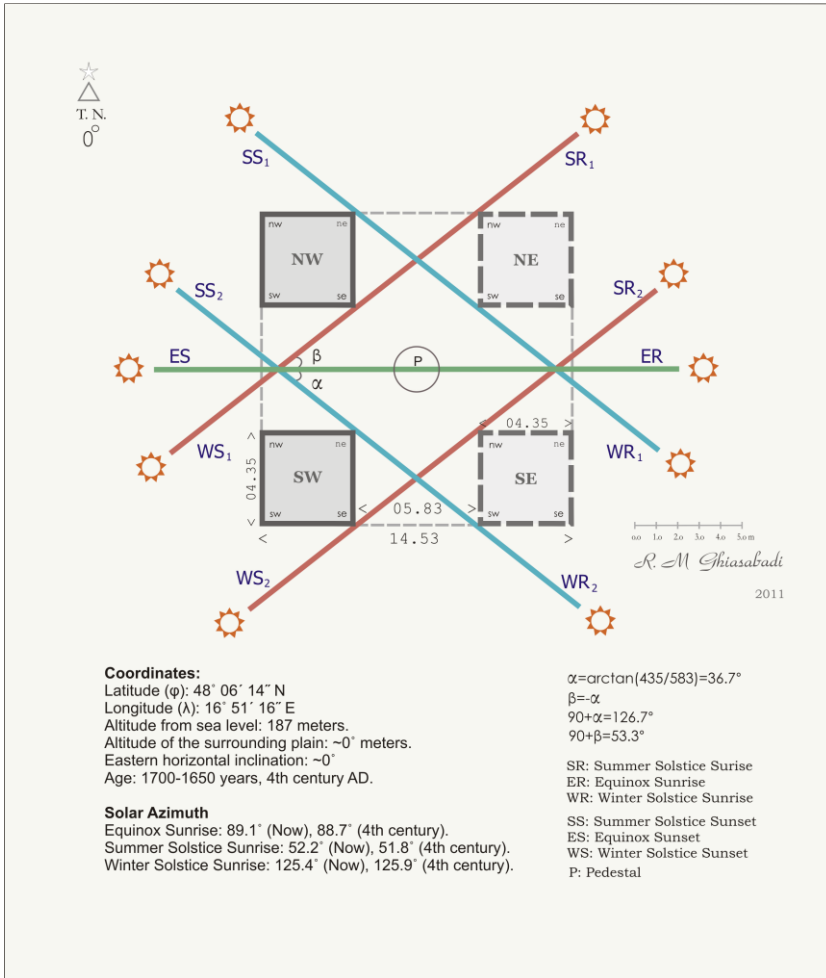 T. N.
0°
SS₁
SR₁
nw ne
NW
sw se
nw ne
NE
sw se
SS₂
SR₂
ES
β
P
ER
α
WS₁
WR₁
< 04.35 >
nw ne
SW
sw se
nw ne
SE
sw se
< 04.35 >
< 05.83 >
< 14.53 >
0.0 1.0 2.0 3.0 4.0 5.0 m
R. M Ghiasabadi
2011
WS₂
WR₂
Coordinates:
Latitude (φ): 48° 06´ 14˝ N
Longitude (λ): 16° 51´ 16˝ E
Altitude from sea level: 187 meters.
Altitude of the surrounding plain: ~0° meters.
Eastern horizontal inclination: ~0°
Age: 1700-1650 years, 4th century AD.
Solar Azimuth
Equinox Sunrise: 89.1° (Now), 88.7° (4th century).
Summer Solstice Sunrise: 52.2° (Now), 51.8° (4th century).
Winter Solstice Sunrise: 125.4° (Now), 125.9° (4th century).
α=arctan(435/583)=36.7°
β=-α
90+α=126.7°
90+β=53.3°
SR: Summer Solstice Surise
ER: Equinox Sunrise
WR: Winter Solstice Sunrise
SS: Summer Solstice Sunset
ES: Equinox Sunset
WS: Winter Solstice Sunset
P: Pedestal